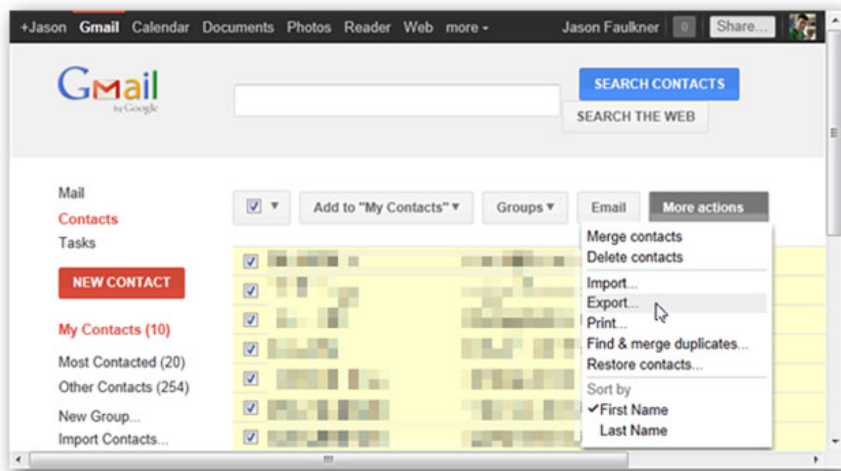 +Jason Gmail Calendar Documents Photos Reader Web more Jason Faulkner 0 Share...
Gmail
by Google
SEARCH CONTACTS
SEARCH THE WEB
Mail
Contacts
Tasks
NEW CONTACT
My Contacts (10)
Most Contacted (20)
Other Contacts (254)
New Group...
Import Contacts...
Add to "My Contacts" Groups Email More actions
Merge contacts
Delete contacts
Import...
Export...
Print...
Find & merge duplicates...
Restore contacts...
Sort by
✔First Name
Last Name